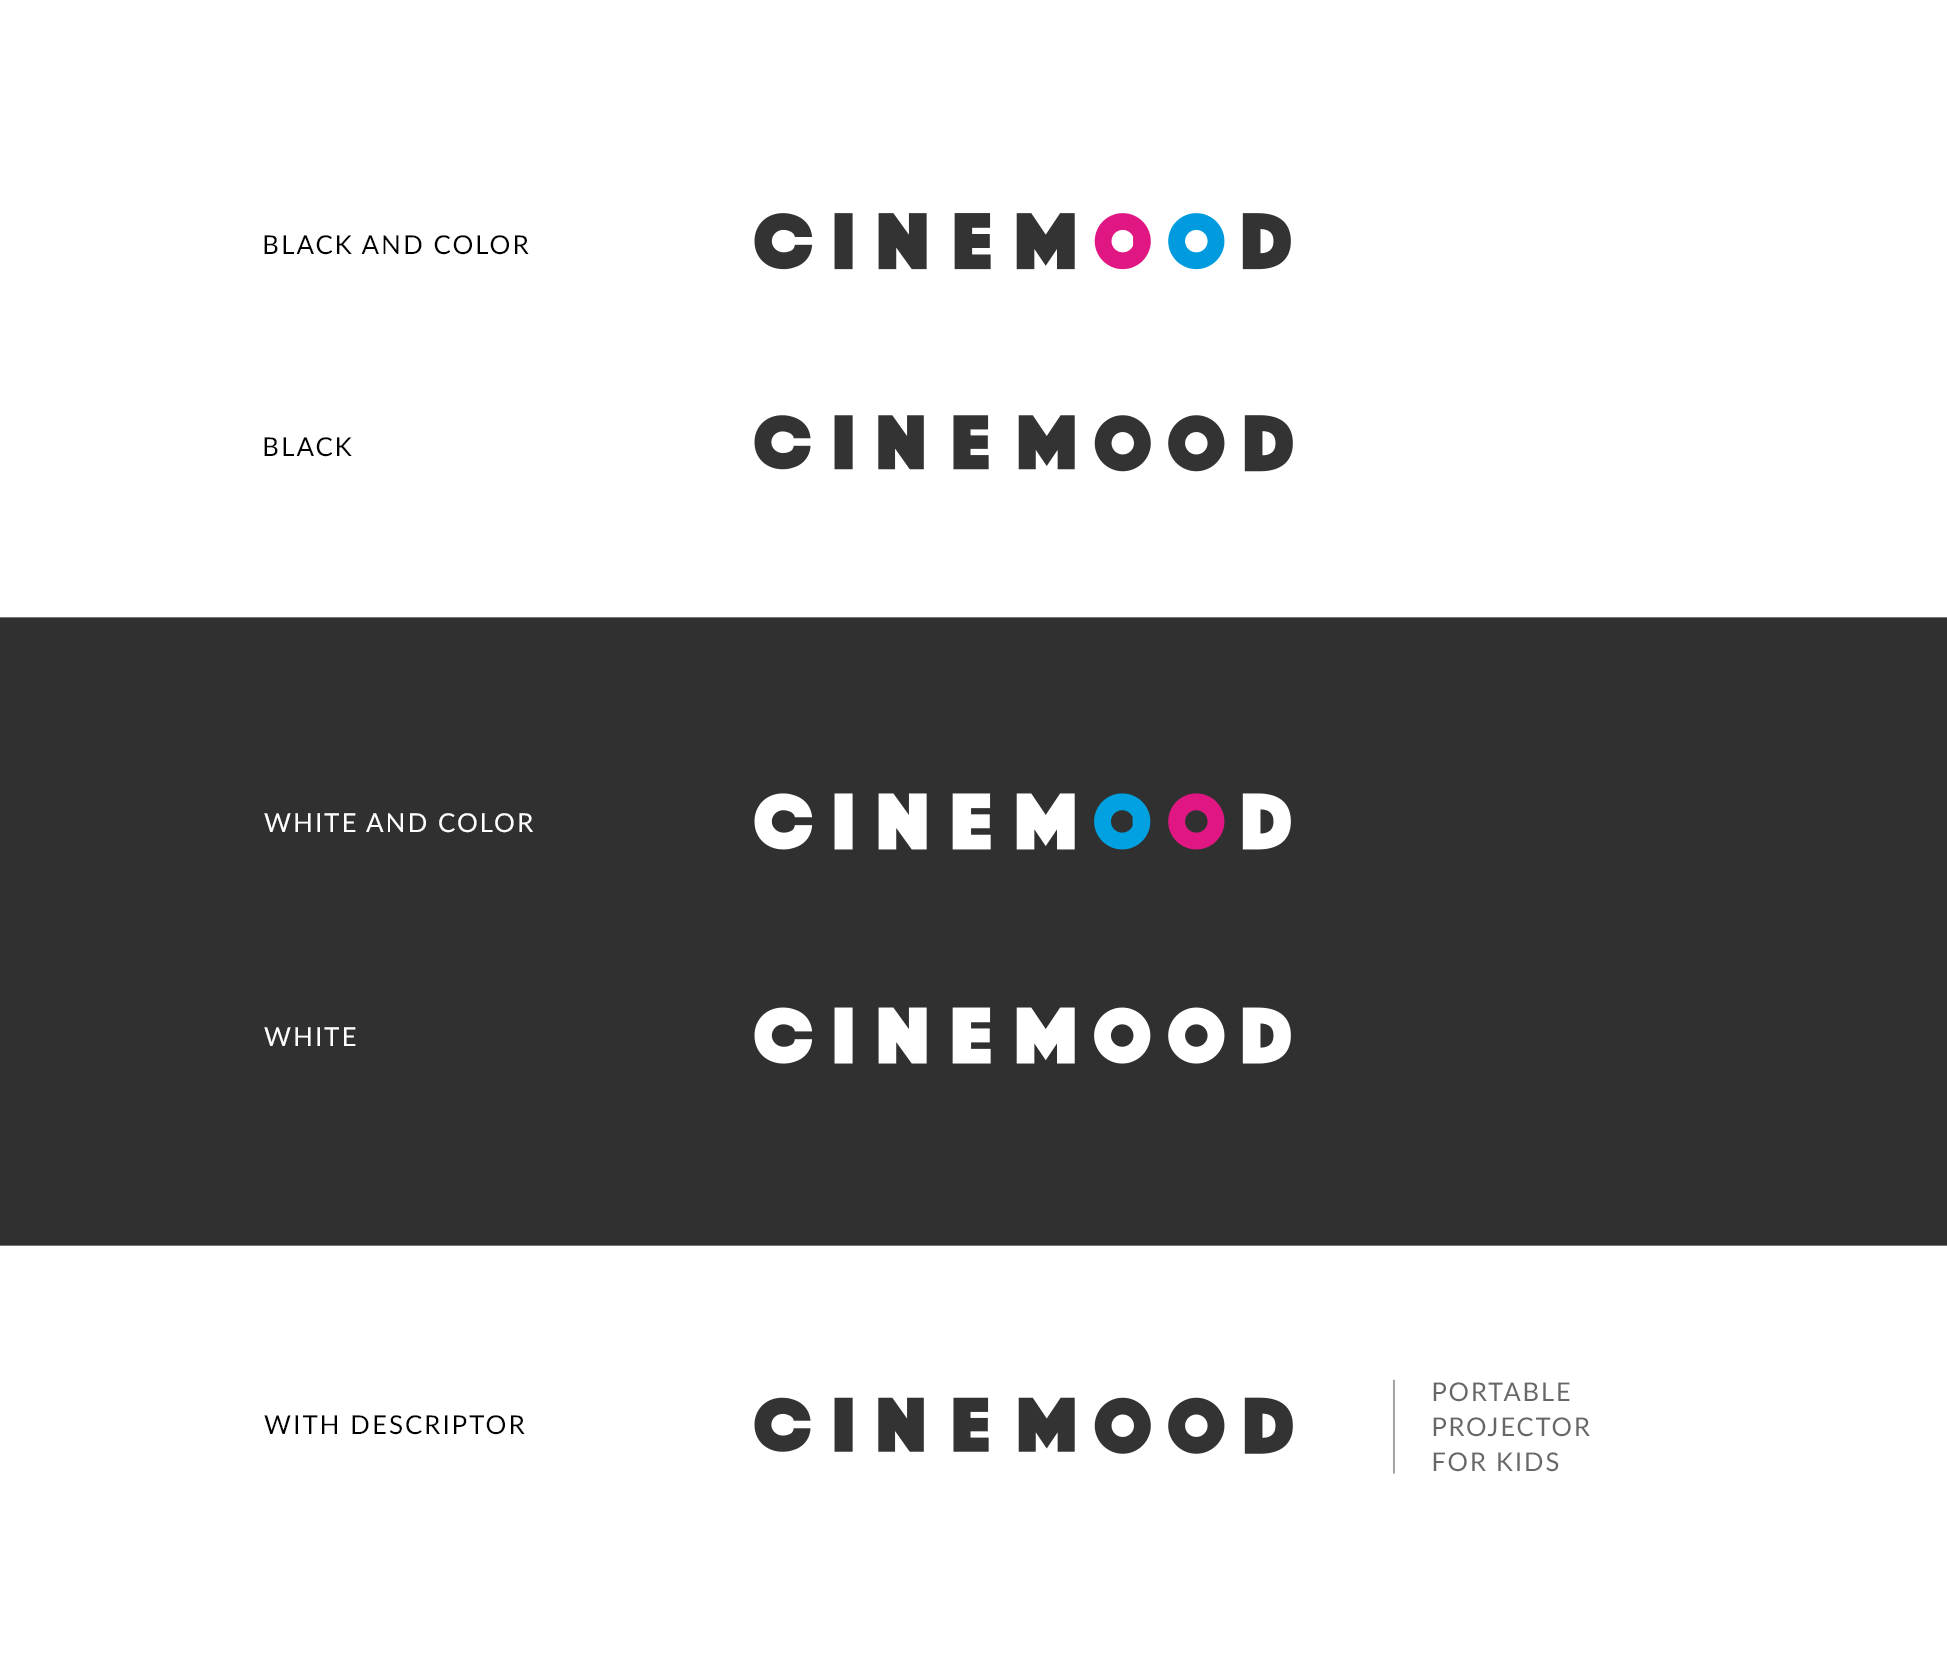 BLACK AND COLOR
CINEMOOD
BLACK
CINEMOOD
WHITE AND COLOR
CINEMOOD
WHITE
CINEMOOD
WITH DESCRIPTOR
CINEMOOD
PORTABLE
PROJECTOR
FOR KIDS